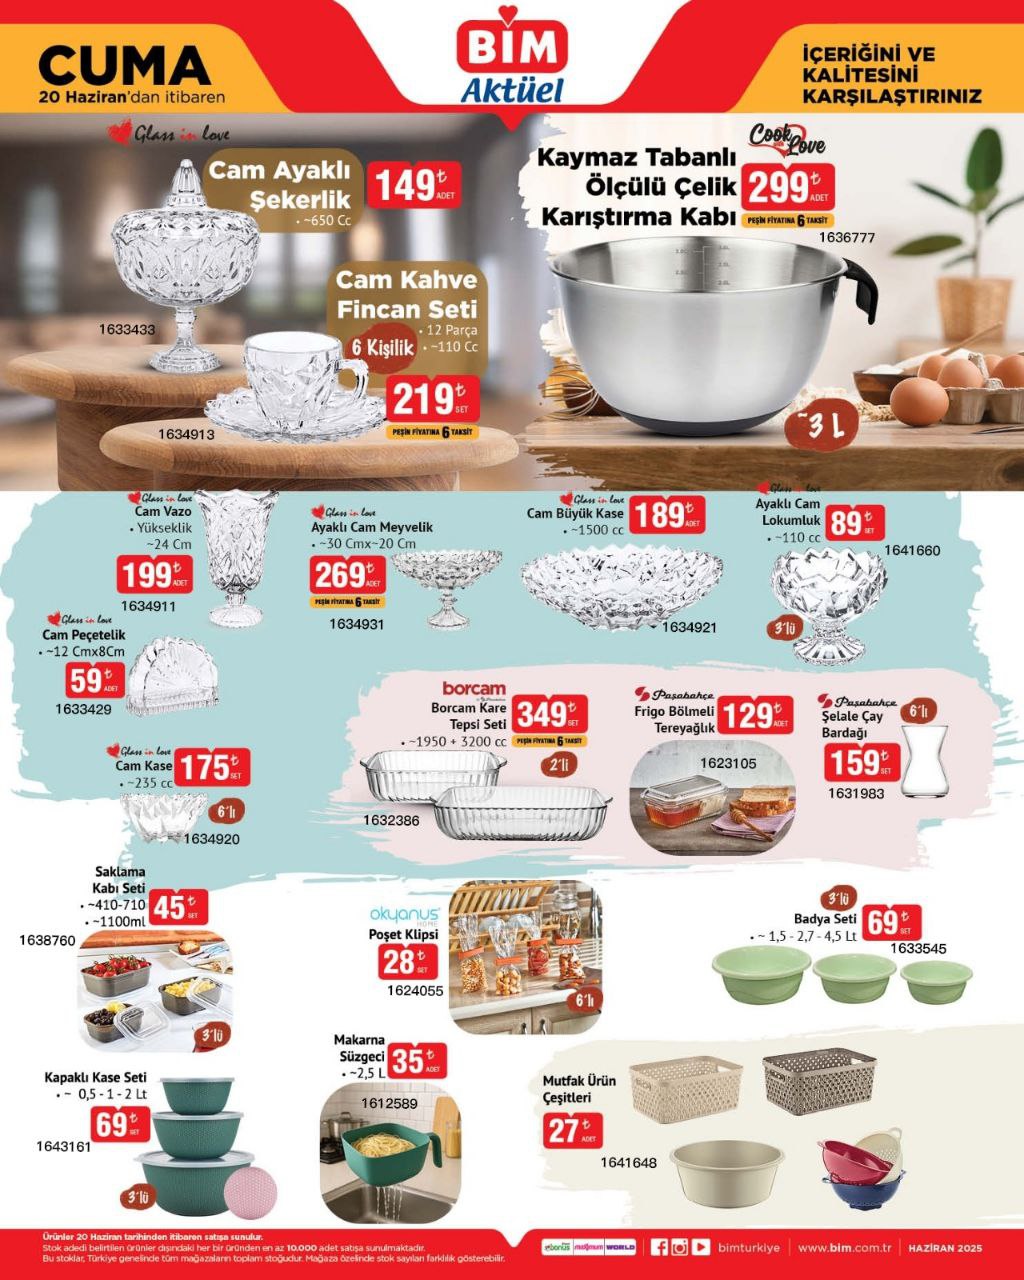 CUMA
20 Haziran'dan itibaren
BİM
Aktüel
İÇERİĞİNİ VE
KALİTESİNİ
KARŞILAŞTIRINIZ
Glass in love
Cam Ayaklı
Şekerlik
• ~650 Cc
149₺
ADET
1633433
Cam Kahve
Fincan Seti
• 12 Parça
• ~110 Cc
6 Kişilik
219₺
SET
PEŞİN FİYATINA 6 TAKSİT
1634913
Cook with Love
Kaymaz Tabanlı
Ölçülü Çelik
Karıştırma Kabı
299₺
ADET
PEŞİN FİYATINA 6 TAKSİT
1636777
~3 L
Glass in love
Cam Vazo
• Yükseklik
~24 Cm
199₺
ADET
1634911
Glass in love
Ayaklı Cam Meyvelik
• ~30 Cmx~20 Cm
269₺
ADET
PEŞİN FİYATINA 6 TAKSİT
1634931
Glass in love
Cam Büyük Kase
• ~1500 cc
189₺
ADET
1634921
Glass in love
Ayaklı Cam
Lokumluk
• ~110 cc
89₺
SET
1641660
3'lü
Glass in love
Cam Peçetelik
• ~12 Cmx8Cm
59₺
ADET
1633429
Glass in love
Cam Kase
• ~235 cc
175₺
SET
6'lı
1634920
borcam
Borcam Kare
Tepsi Seti
• ~1950 + 3200 cc
349₺
SET
PEŞİN FİYATINA 6 TAKSİT
2'li
1632386
Paşabahçe
Frigo Bölmeli
Tereyağlık
129₺
ADET
1623105
Paşabahçe
Şelale Çay
Bardağı
6'lı
159₺
SET
1631983
Saklama
Kabı Seti
• ~410-710
• ~1100ml
45₺
SET
1638760
3'lü
okyanus
HOME
Poşet Klipsi
28₺
SET
1624055
6'lı
3'lü
Badya Seti
• ~ 1,5 - 2,7 - 4,5 Lt
69₺
SET
1633545
Kapaklı Kase Seti
• ~ 0,5 - 1 - 2 Lt
69₺
SET
1643161
3'lü
Makarna
Süzgeci
• ~2,5 L
35₺
ADET
1612589
Mutfak Ürün
Çeşitleri
27₺
ADET
1641648
Ürünler 20 Haziran tarihinden itibaren satışa sunulur.
Stok adedi belirtilen ürünler dışındaki her bir üründen en az 10.000 adet satışa sunulmaktadır.
Bu stoklar, Türkiye genelinde tüm mağazaların toplam stoğudur. Mağaza özelinde stok sayıları farklılık gösterebilir.
bonus maximum WORLD
bimturkiye
www.bim.com.tr
HAZİRAN 2025